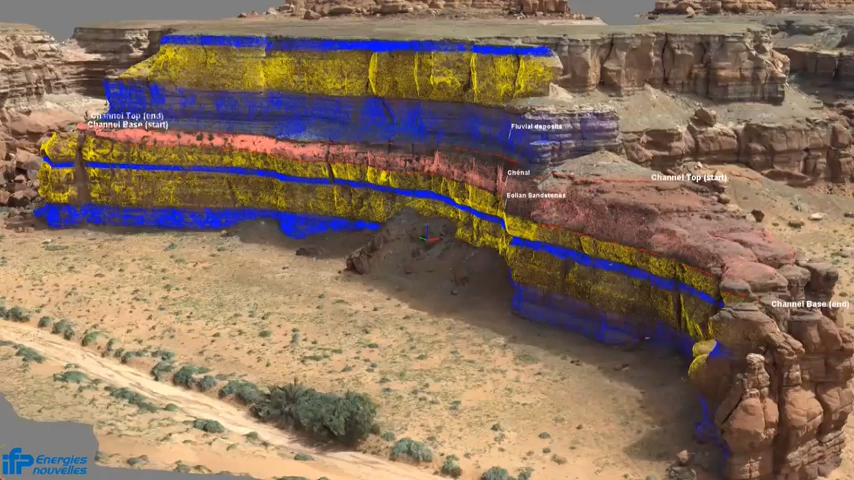 Channel Top (end)
Channel Base (start)
Fluvial deposits
Chenal
Channel Top (start)
Eolian Sandstones
Channel Base (end)
ifp Energies
nouvelles